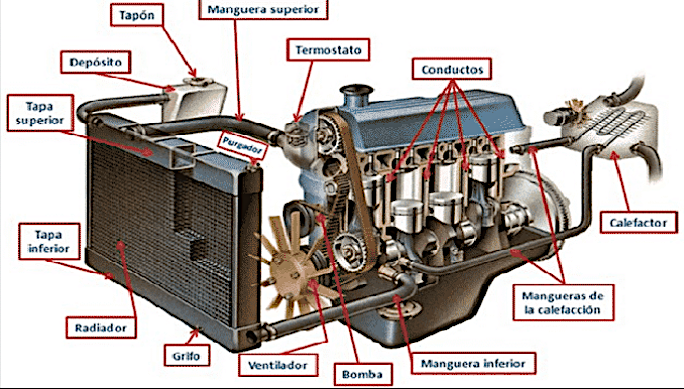 Manguera superior
Tapón
Termostato
Depósito
Conductos
Tapa
superior
Purgador
Calefactor
Tapa
inferior
Mangueras de
la calefacción
Radiador
Grifo
Ventilador
Bomba
Manguera inferior